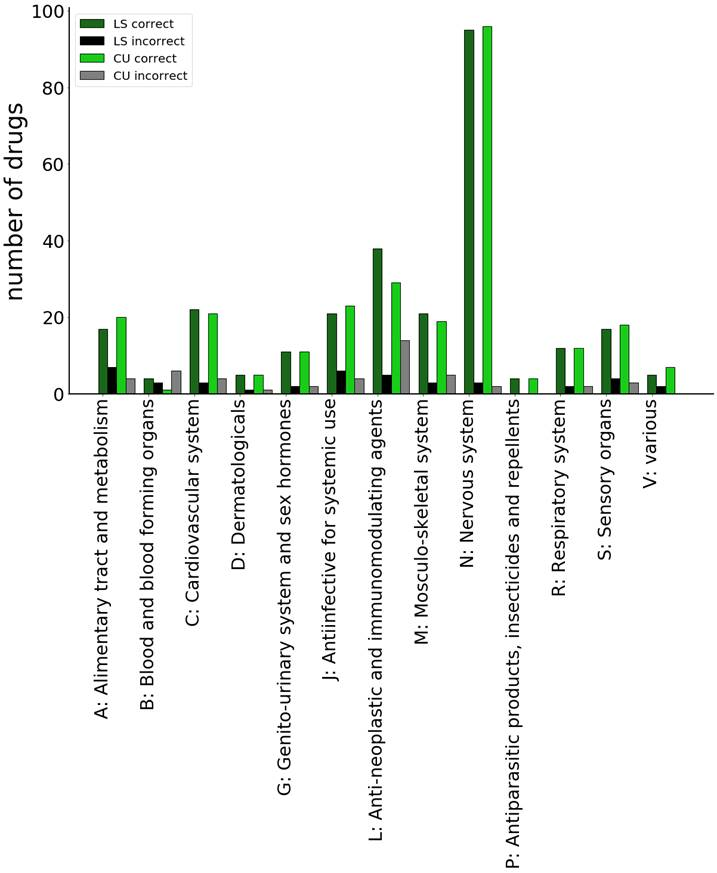 LS correct
LS incorrect
CU correct
CU incorrect
number of drugs
100
80
60
40
20
0
A: Alimentary tract and metabolism
B: Blood and blood forming organs
C: Cardiovascular system
D: Dermatologicals
G: Genito-urinary system and sex hormones
J: Antiinfective for systemic use
L: Anti-neoplastic and immunomodulating agents
M: Mosculo-skeletal system
N: Nervous system
P: Antiparasitic products, insecticides and repellents
R: Respiratory system
S: Sensory organs
V: various